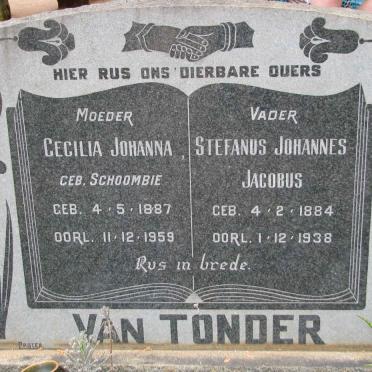 HIER RUS ONS DIERBARE OUERS
MOEDER
CECILIA JOHANNA
GEB. SCHOOMBIE
GEB. 4·5·1887
OORL. 11·12·1959
VADER
STEFANUS JOHANNES
JACOBUS
GEB. 4·2·1884
OORL. 1·12·1938
Rus in brede.
VAN TONDER